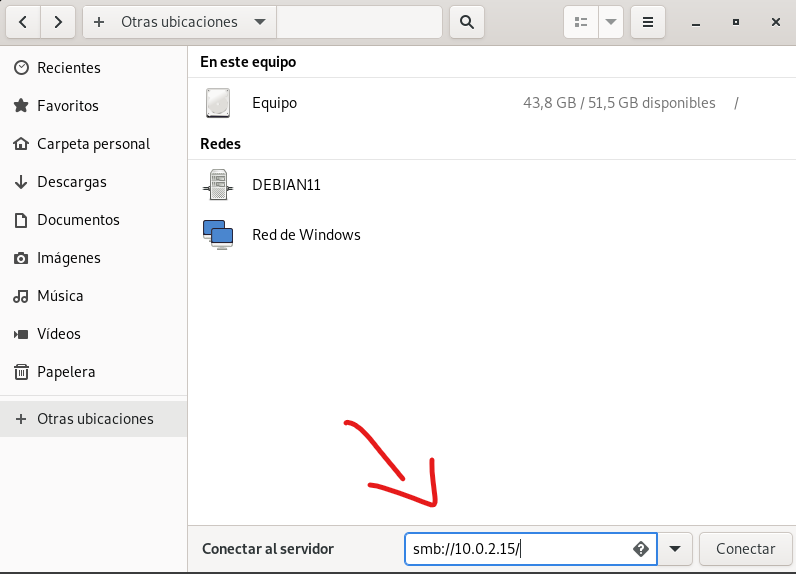 Otras ubicaciones
Recientes
Favoritos
Carpeta personal
Descargas
Documentos
Imágenes
Música
Vídeos
Papelera
Otras ubicaciones
En este equipo
Equipo 43,8 GB / 51,5 GB disponibles /
Redes
DEBIAN11
Red de Windows
Conectar al servidor smb://10.0.2.15/ Conectar